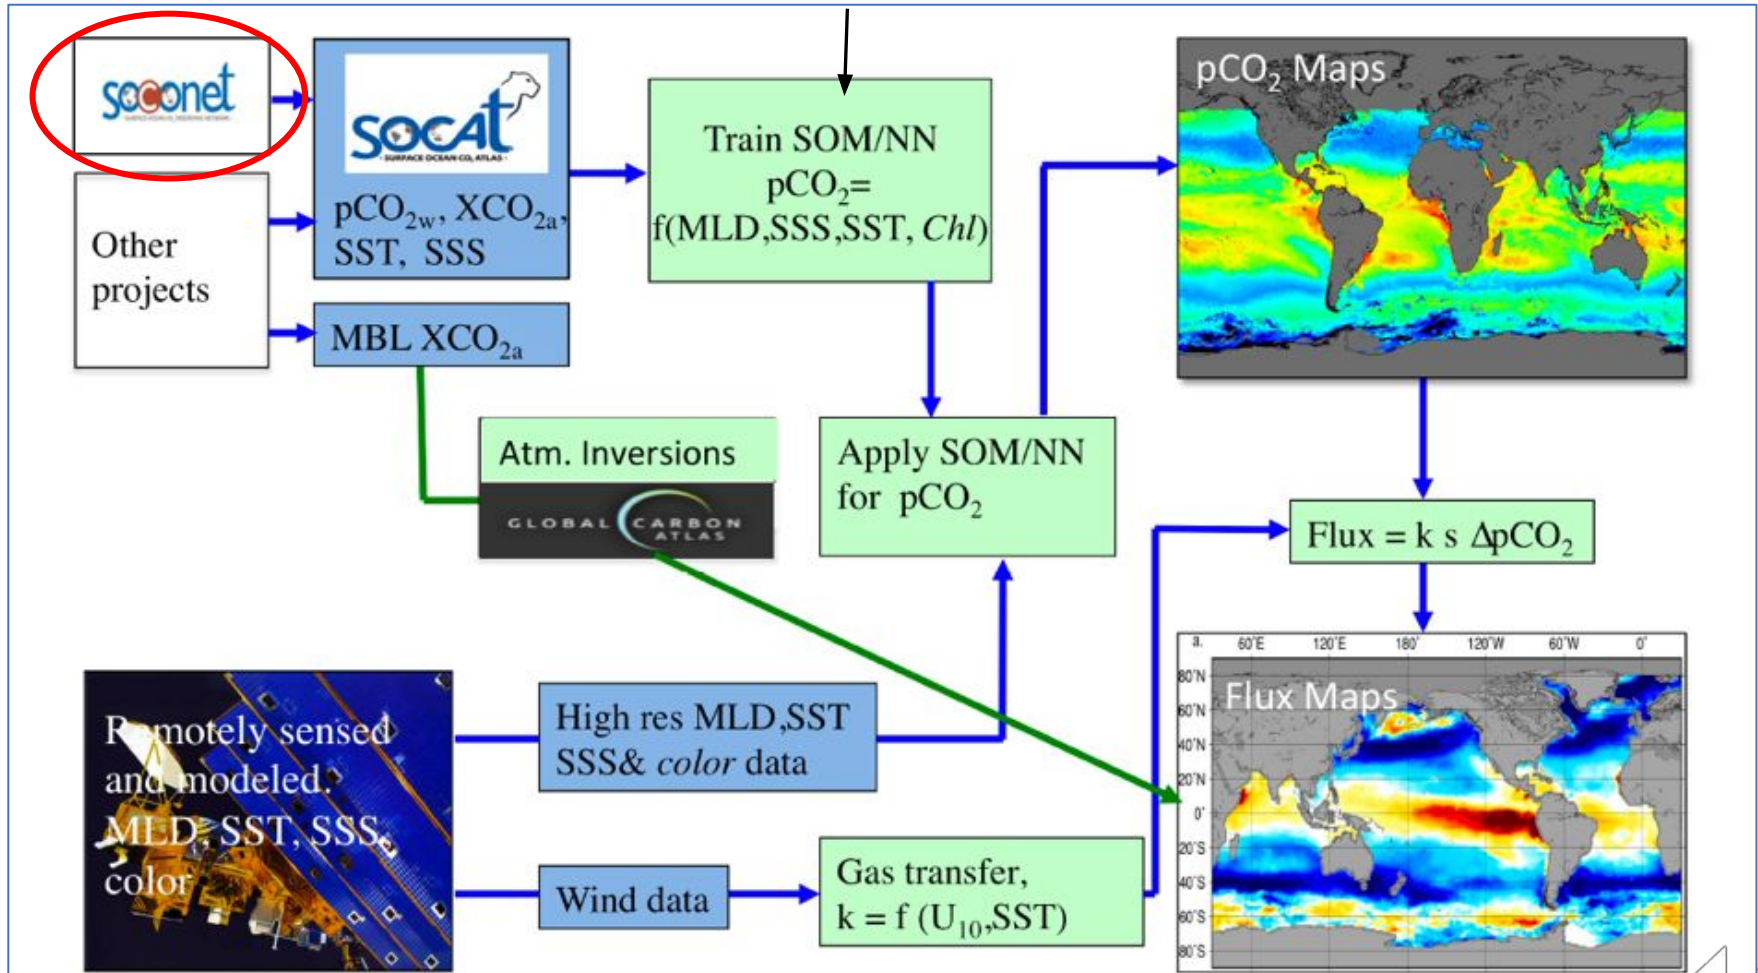 soconet
SOCAT
- SURFACE OCEAN CO₂ ATLAS -
pCO₂w, XCO₂a,
SST, SSS
Other
projects
MBL XCO₂a
Train SOM/NN
pCO₂=
f(MLD,SSS,SST, Chl)
pCO₂ Maps
Atm. Inversions
GLOBAL CARBON
ATLAS
Apply SOM/NN
for pCO₂
Flux = k s ΔpCO₂
Remotely sensed
and modeled.
MLD, SST, SSS,
color
High res MLD,SST
SSS& color data
Wind data
Gas transfer,
k = f (U₁₀,SST)
a. 60°E 120°E 180° 120°W 60°W 0°
Flux Maps
80°N
60°N
40°N
20°N
0°
20°S
40°S
60°S
80°S